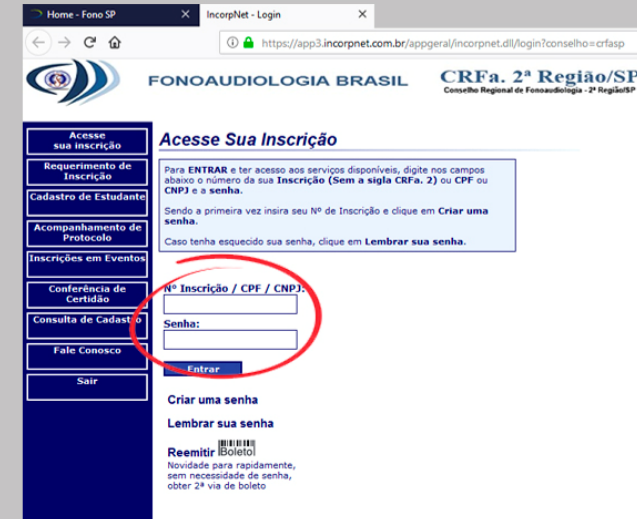 Home - Fono SP
IncorpNet - Login
https://app3.incorpnet.com.br/appgeral/incorpnet.dll/login?conselho=crfasp
FONOAUDIOLOGIA BRASIL
CRFa. 2ª Região/SP
Conselho Regional de Fonoaudiologia - 2ª Região/SP
Acesse
sua inscrição
Requerimento de
Inscrição
Cadastro de Estudante
Acompanhamento de
Protocolo
Inscrições em Eventos
Conferência de
Certidão
Consulta de Cadastro
Fale Conosco
Sair
Acesse Sua Inscrição
Para ENTRAR e ter acesso aos serviços disponíveis, digite nos campos
abaixo o número da sua Inscrição (Sem a sigla CRFa. 2) ou CPF ou
CNPJ e a senha.
Sendo a primeira vez insira seu Nº de Inscrição e clique em Criar uma
senha.
Caso tenha esquecido sua senha, clique em Lembrar sua senha.
Nº Inscrição / CPF / CNPJ:
Senha:
Entrar
Criar uma senha
Lembrar sua senha
Reemitir Boleto
Novidade para rapidamente,
sem necessidade de senha,
obter 2ª via de boleto